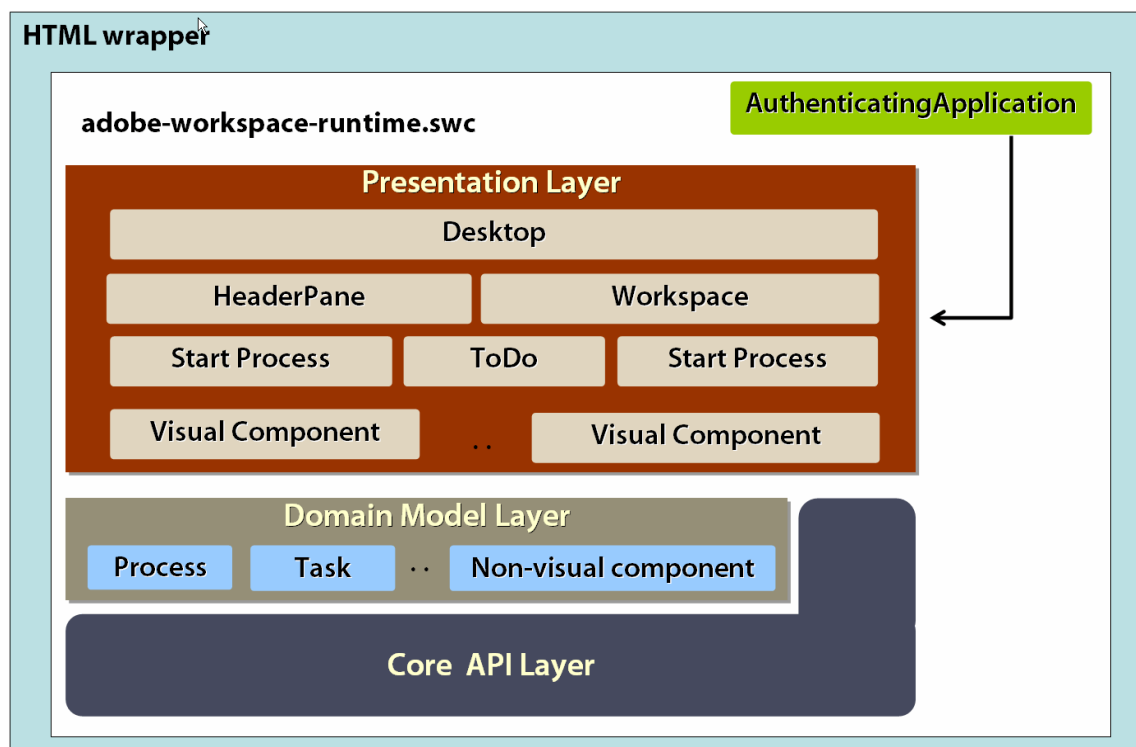 HTML wrapper
AuthenticatingApplication
adobe-workspace-runtime.swc
Presentation Layer
Desktop
HeaderPane
Workspace
Start Process
ToDo
Start Process
Visual Component
..
Visual Component
Domain Model Layer
Process
Task
..
Non-visual component
Core API Layer